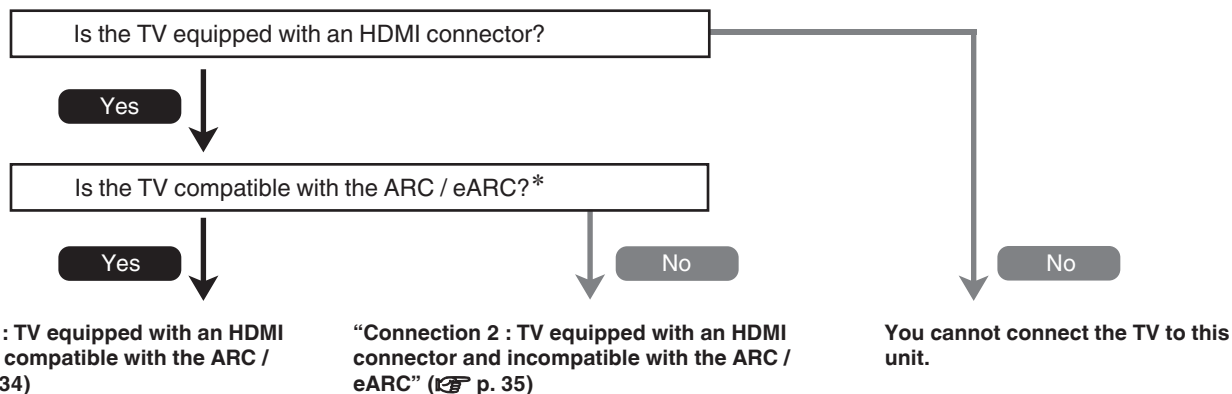 Is the TV equipped with an HDMI connector?
Yes
Is the TV compatible with the ARC / eARC?*
Yes
No
No
: TV equipped with an HDMI
compatible with the ARC /
34)
“Connection 2 : TV equipped with an HDMI
connector and incompatible with the ARC /
eARC” (☞ p. 35)
You cannot connect the TV to this
unit.